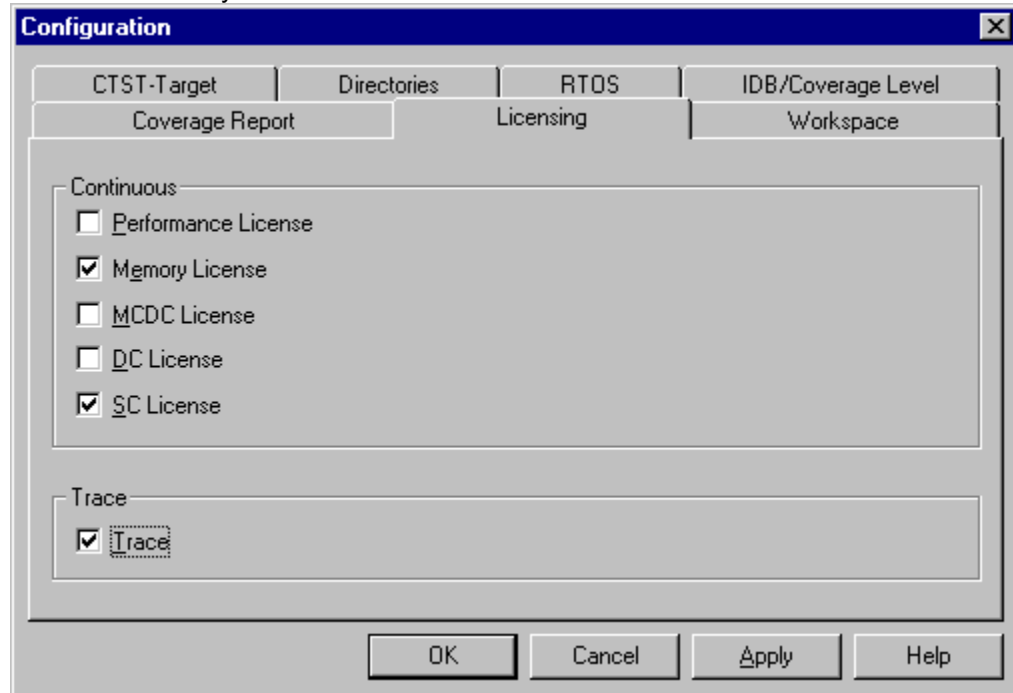 Configuration
CTST-Target Directories RTOS IDB/Coverage Level
Coverage Report Licensing Workspace
Continuous
Performance License
Memory License
MCDC License
DC License
SC License
Trace
Trace
OK Cancel Apply Help